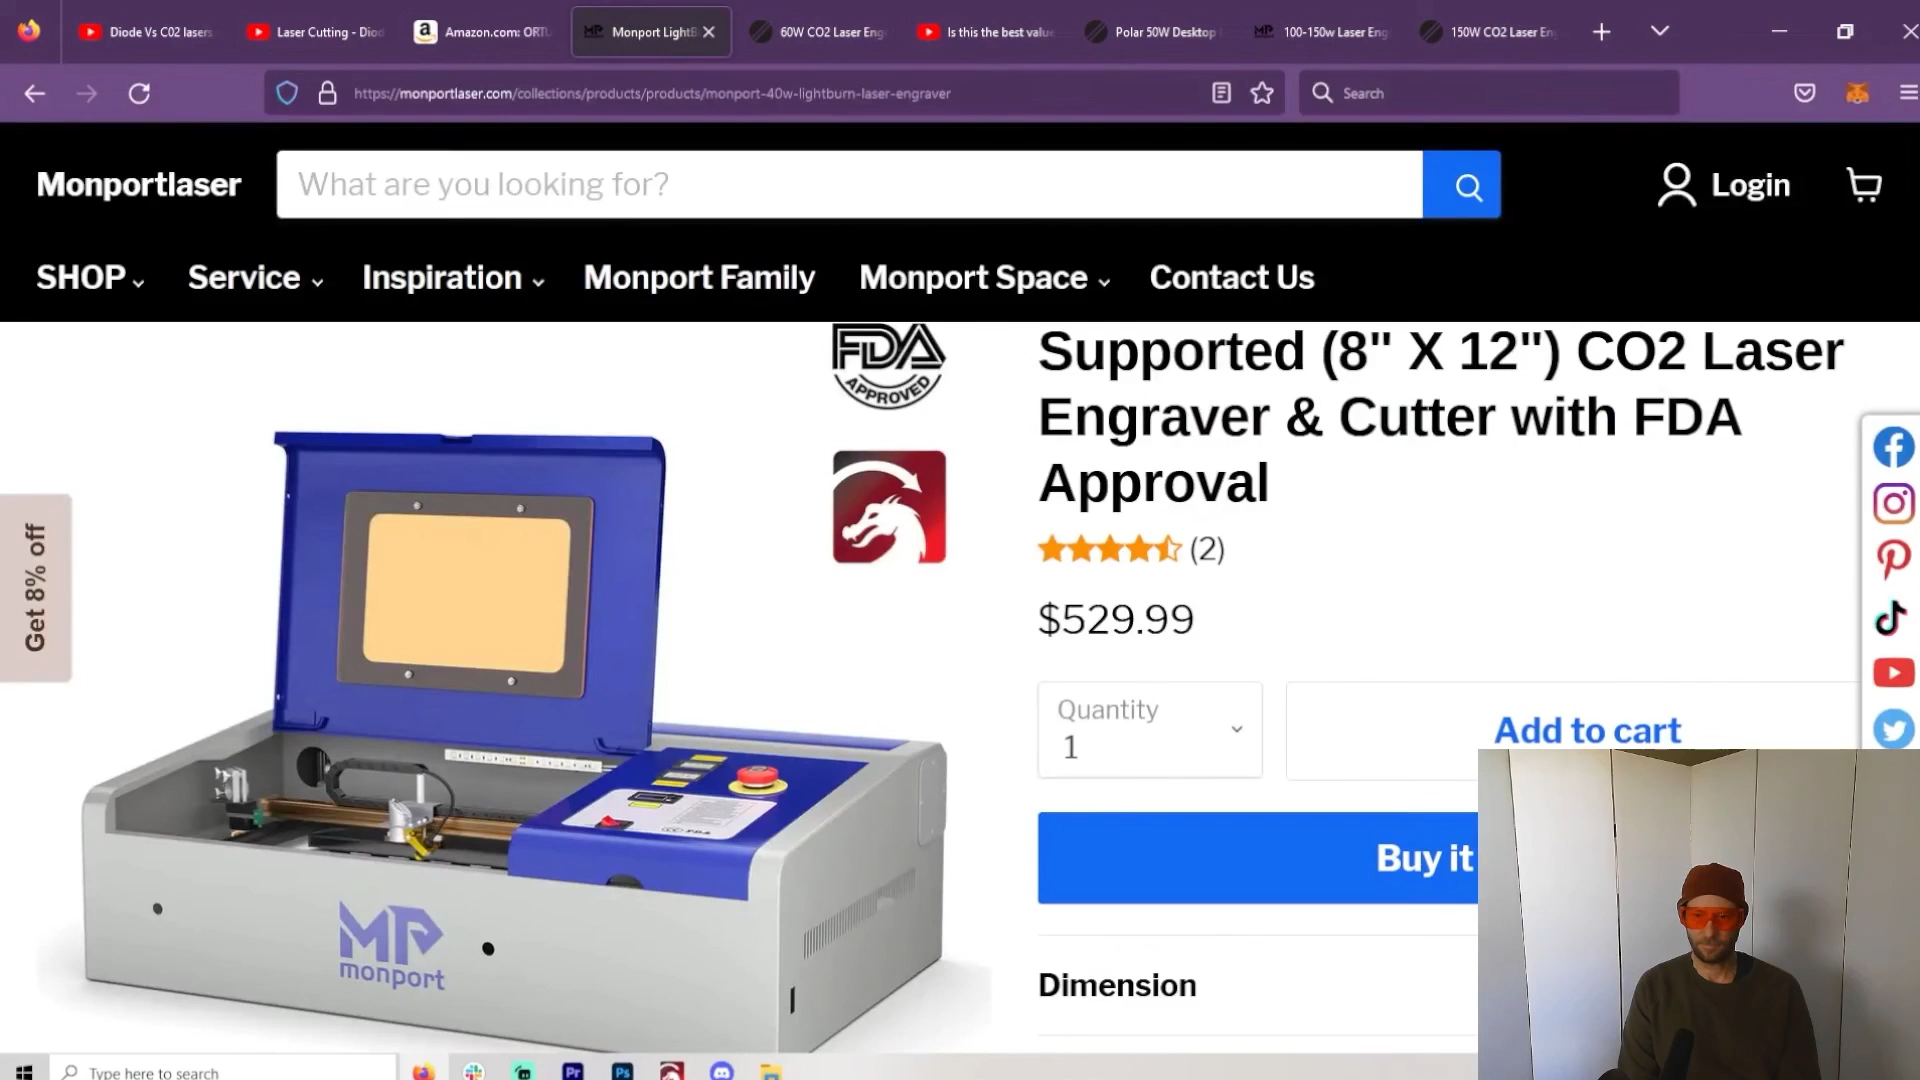 Diode Vs C02 lasers
Laser Cutting - Diod
Amazon.com: ORTU
Monport LightB
60W CO2 Laser Eng
Is this the best value
Polar 50W Desktop
100-150w Laser Eng
150W CO2 Laser En
https://monportlaser.com/collections/products/products/monport-40w-lightburn-laser-engraver
Search
Monportlaser
What are you looking for?
Login
SHOP
Service
Inspiration
Monport Family
Monport Space
Contact Us
FDA
APPROVED
Supported (8" X 12") CO2 Laser
Engraver & Cutter with FDA
Approval
(2)
$529.99
Get 8% off
Quantity
1
Add to cart
Buy it
MP
monport
Dimension
Type here to search
Pr
Ps